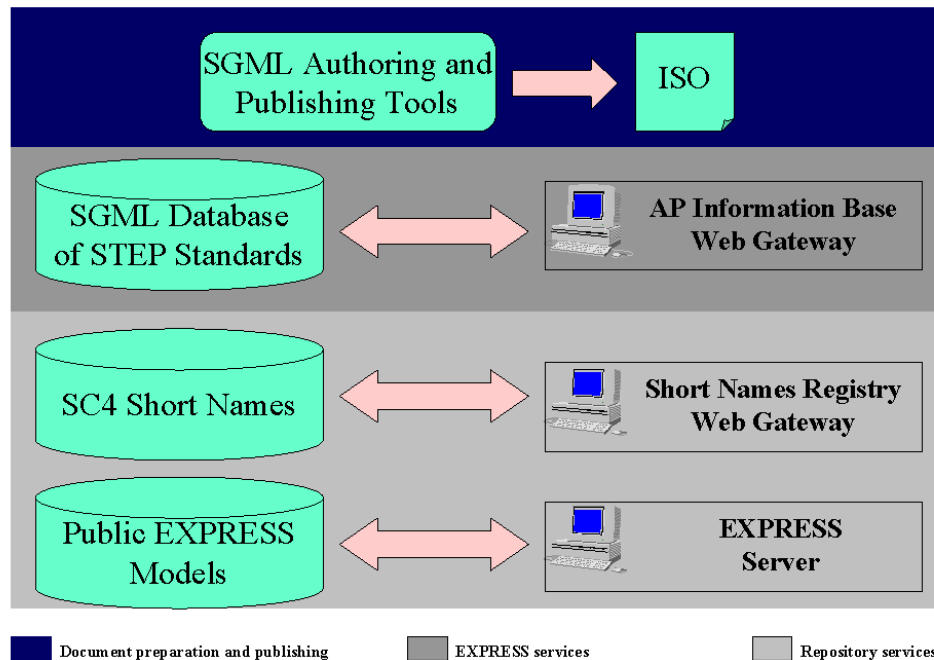 SGML Authoring and
Publishing Tools
ISO
SGML Database
of STEP Standards
AP Information Base
Web Gateway
SC4 Short Names
Short Names Registry
Web Gateway
Public EXPRESS
Models
EXPRESS
Server
Document preparation and publishing
EXPRESS services
Repository services